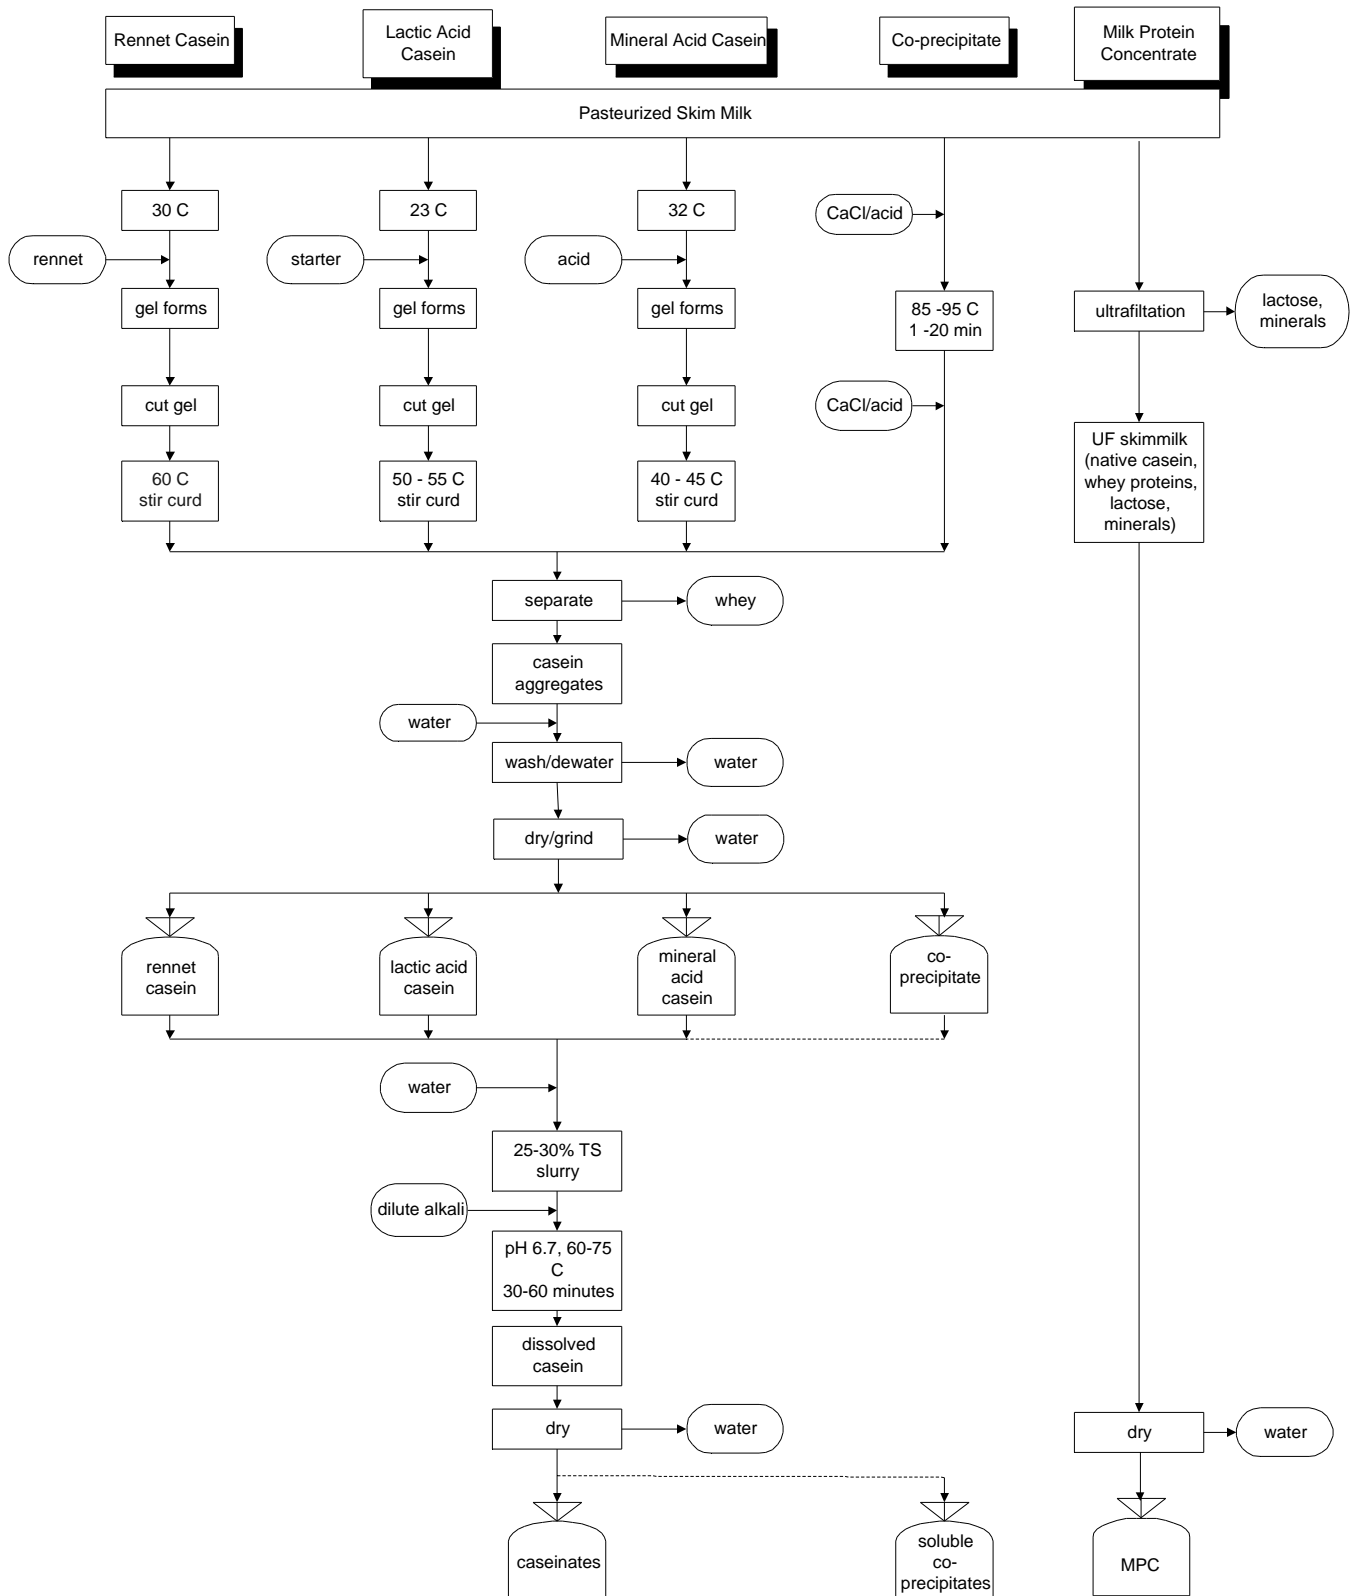 Rennet Casein
Lactic Acid
Casein
Mineral Acid Casein
Co-precipitate
Milk Protein
Concentrate
Pasteurized Skim Milk
30 C
23 C
32 C
CaCl/acid
rennet
starter
acid
gel forms
gel forms
gel forms
85 -95 C
1 -20 min
ultrafiltation
lactose,
minerals
cut gel
cut gel
cut gel
CaCl/acid
UF skimmilk
(native casein,
whey proteins,
lactose,
minerals)
60 C
stir curd
50 - 55 C
stir curd
40 - 45 C
stir curd
separate
whey
casein
aggregates
water
wash/dewater
water
dry/grind
water
rennet
casein
lactic acid
casein
mineral
acid
casein
co-
precipitate
water
25-30% TS
slurry
dilute alkali
pH 6.7, 60-75
C
30-60 minutes
dissolved
casein
dry
water
dry
water
caseinates
soluble
co-
precipitates
MPC